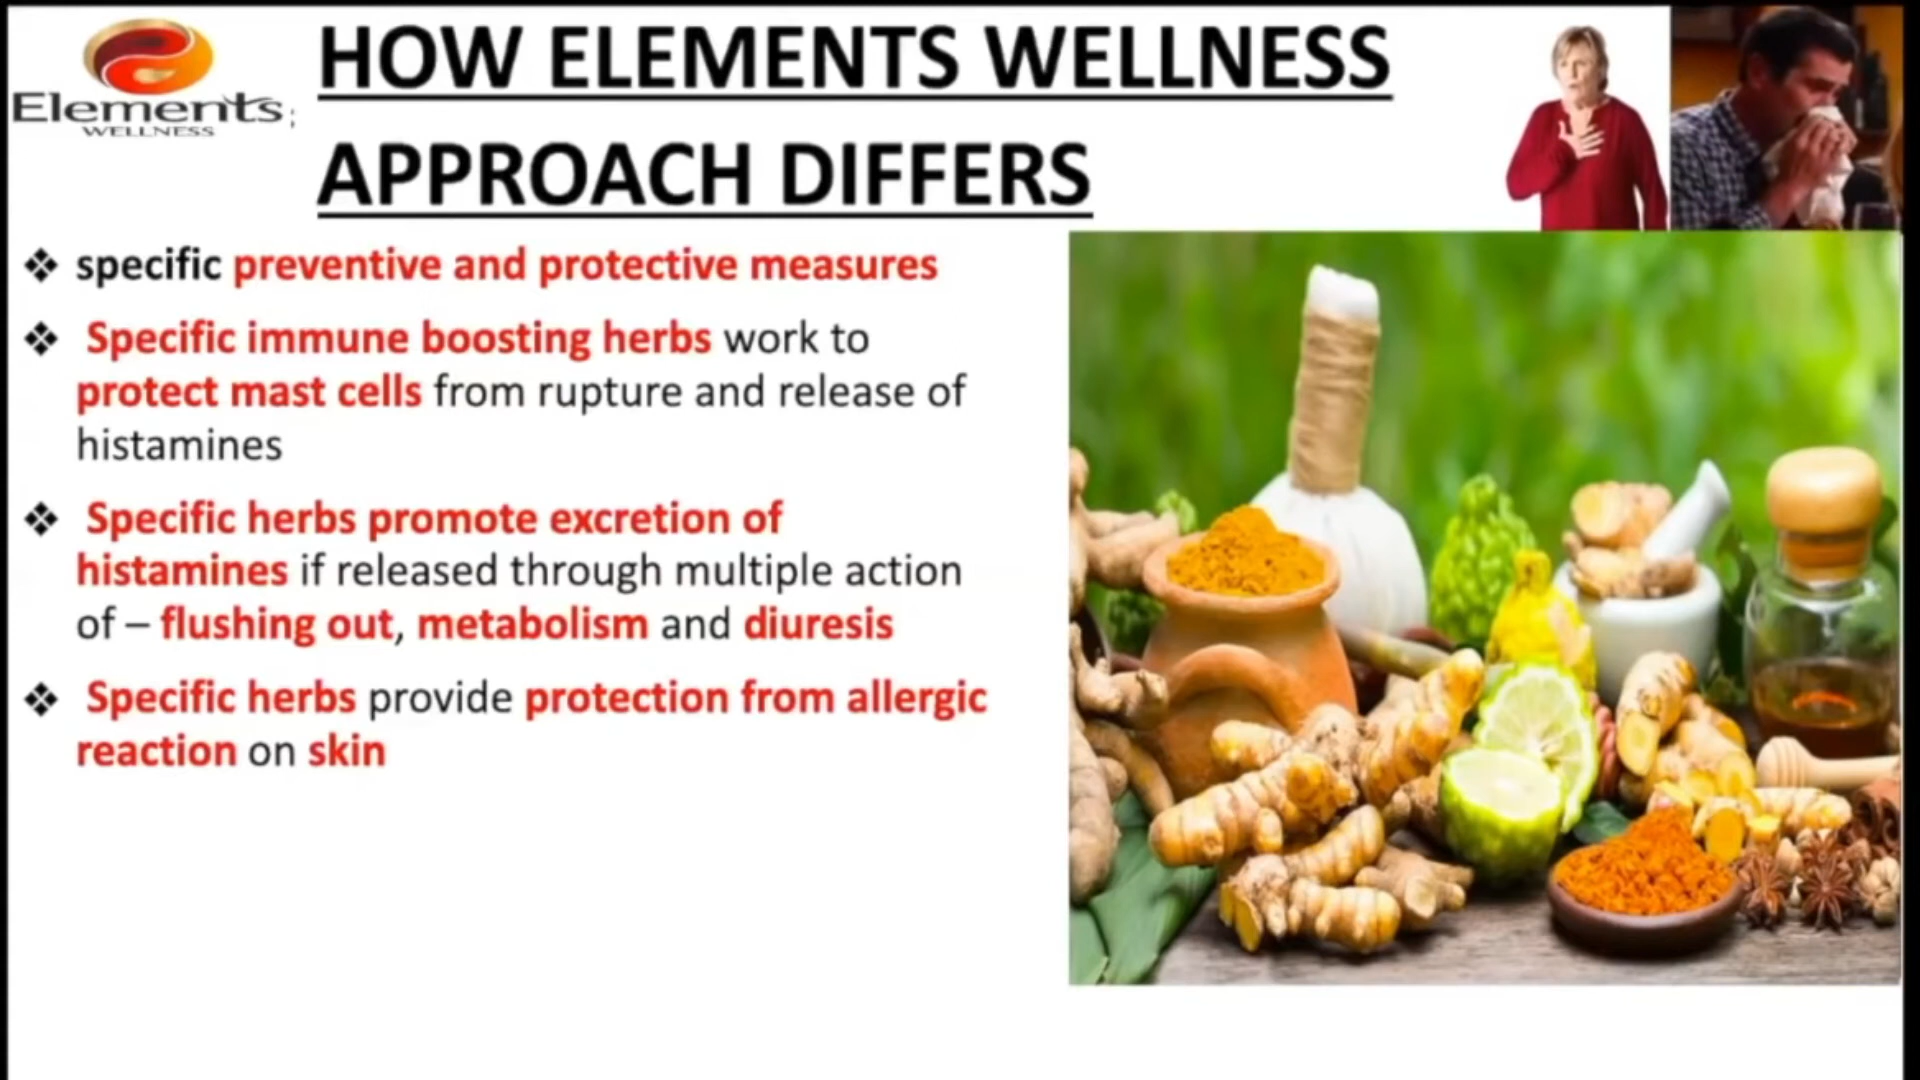 Elements;
WELLNESS
HOW ELEMENTS WELLNESS
APPROACH DIFFERS
❖ specific preventive and protective measures
❖ Specific immune boosting herbs work to
protect mast cells from rupture and release of
histamines
❖ Specific herbs promote excretion of
histamines if released through multiple action
of – flushing out, metabolism and diuresis
❖ Specific herbs provide protection from allergic
reaction on skin